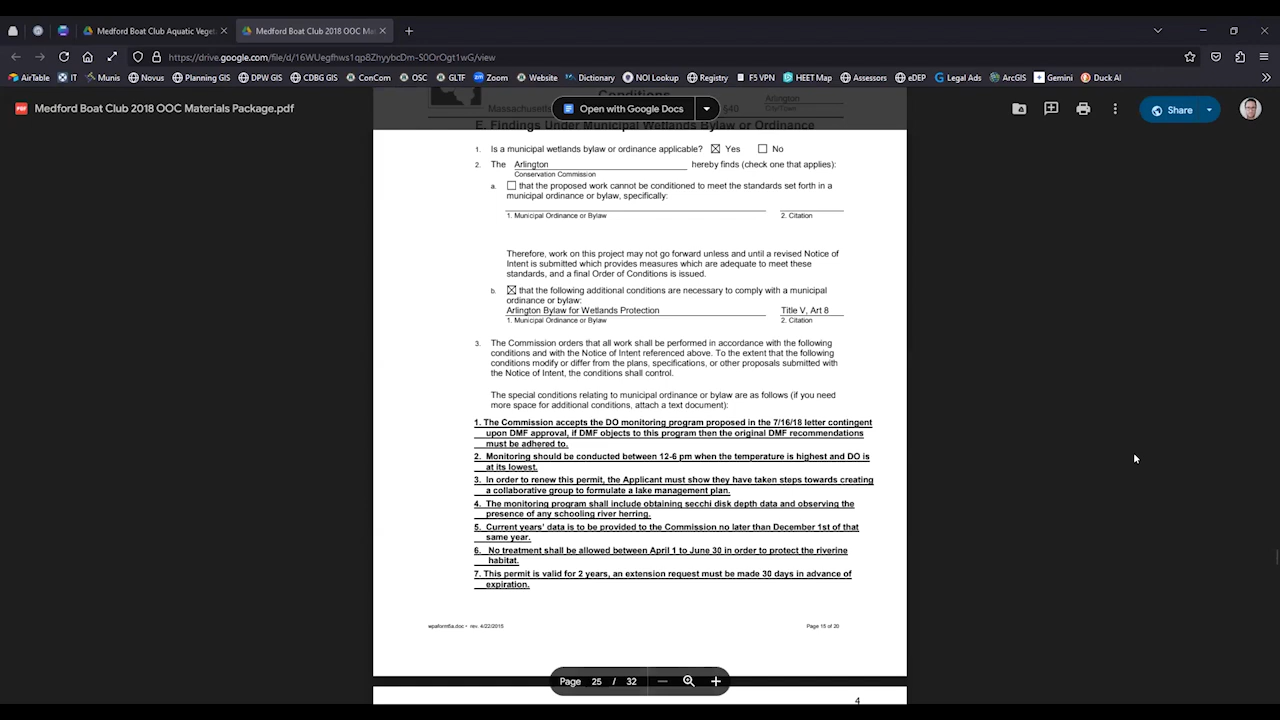 Medford Boat Club Aquatic Veget
Medford Boat Club 2018 OOC Mat
https://drive.google.com/file/d/16WUegfhws1qp8ZhyybcDm-S0OrOgt1wG/view
AirTable
IT
Munis
Novus
Planning GIS
DPW GIS
CDBG GIS
ConCom
OSC
GLTF
Zoom
Website
25CIP
HUD
Registry
F5 VPN
HEET Map
Assessors
eDEP
Legal Ads
ArcGIS
Gemini
Duck AI
PDF
Medford Boat Club 2018 OOC Materials Package.pdf
Open with Google Docs
Share
Conditions
Massachuset
640
Arlington
City/Town
E. Findings Under Municipal Wetlands Bylaw or Ordinance
1. Is a municipal wetlands bylaw or ordinance applicable? Yes No
2. The Arlington hereby finds (check one that applies):
Conservation Commission
a. that the proposed work cannot be conditioned to meet the standards set forth in a
municipal ordinance or bylaw, specifically:
1. Municipal Ordinance or Bylaw 2. Citation
Therefore, work on this project may not go forward unless and until a revised Notice of
Intent is submitted which provides measures which are adequate to meet these
standards, and a final Order of Conditions is issued.
b. that the following additional conditions are necessary to comply with a municipal
ordinance or bylaw:
Arlington Bylaw for Wetlands Protection Title V, Art 8
1. Municipal Ordinance or Bylaw 2. Citation
3. The Commission orders that all work shall be performed in accordance with the following
conditions and with the Notice of Intent referenced above. To the extent that the following
conditions modify or differ from the plans, specifications, or other proposals submitted with
the Notice of Intent, the conditions shall control.
The special conditions relating to municipal ordinance or bylaw are as follows (if you need
more space for additional conditions, attach a text document):
1. The Commission accepts the DO monitoring program proposed in the 7/16/18 letter contingent
upon DMF approval, if DMF objects to this program then the original DMF recommendations
must be adhered to.
2. Monitoring should be conducted between 12-6 pm when the temperature is highest and DO is
at its lowest.
3. In order to renew this permit, the Applicant must show they have taken steps towards creating
a collaborative group to formulate a lake management plan.
4. The monitoring program shall include obtaining secchi disk depth data and observing the
presence of any schooling river herring.
5. Current years' data is to be provided to the Commission no later than December 1st of that
same year.
6. No treatment shall be allowed between April 1 to June 30 in order to protect the riverine
habitat.
7. This permit is valid for 2 years, an extension request must be made 30 days in advance of
expiration.
wpaform5a.doc • rev. 4/22/2015 Page 15 of 20
Page 25 / 32
4